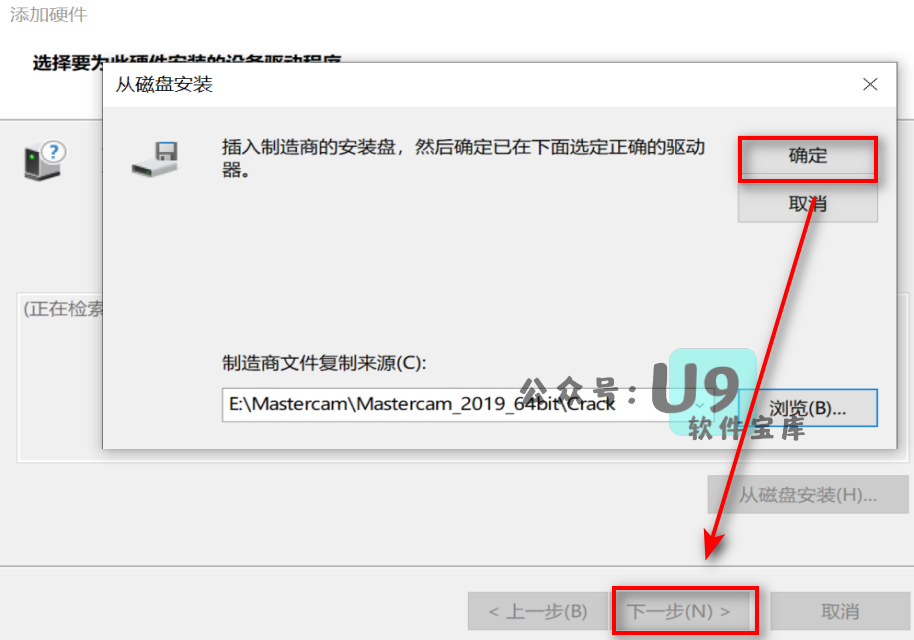 添加硬件
选择要为此硬件安装的设备驱动程序
从磁盘安装
插入制造商的安装盘，然后确定已在下面选定正确的驱动
器。
确定
取消
(正在检索
制造商文件复制来源(C):
E:\Mastercam\Mastercam_2019_64bit\Crack
浏览(B)...
公众号：U9
软件宝库
从磁盘安装(H)...
< 上一步(B)
下一步(N) >
取消